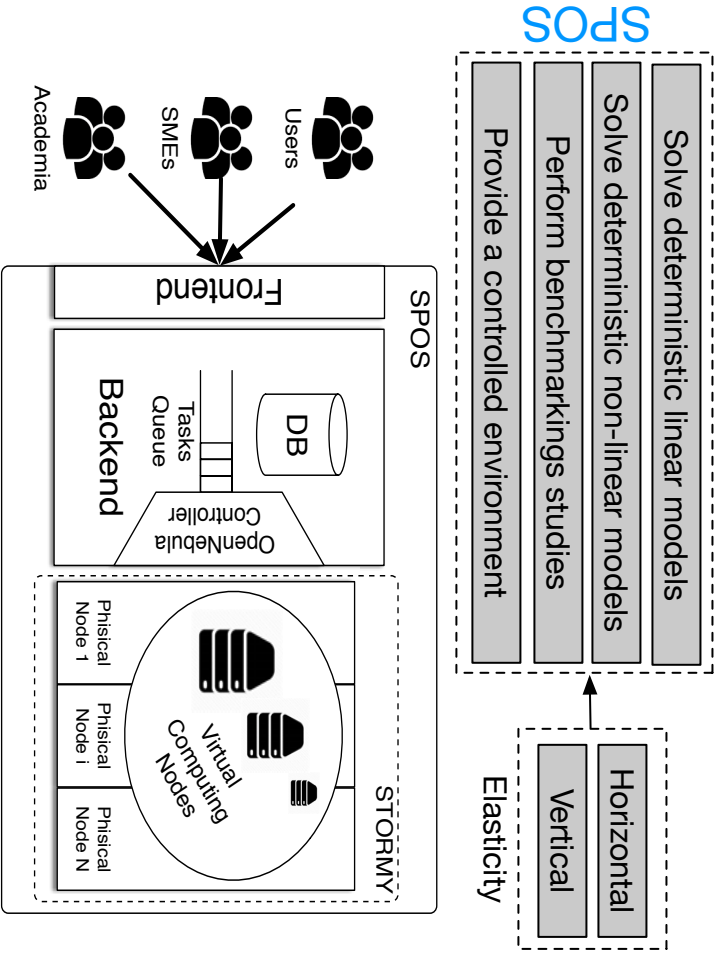 SPOS
Solve deterministic linear models
Solve deterministic non-linear models
Perform benchmarkings studies
Provide a controlled environment
Horizontal
Vertical
Elasticity
Users
SMEs
Academia
SPOS
Frontend
DB
Tasks
Queue
Backend
OpenNebula
Controller
STORMY
Virtual
Computing
Nodes
Phisical
Node 1
Phisical
Node i
Phisical
Node N